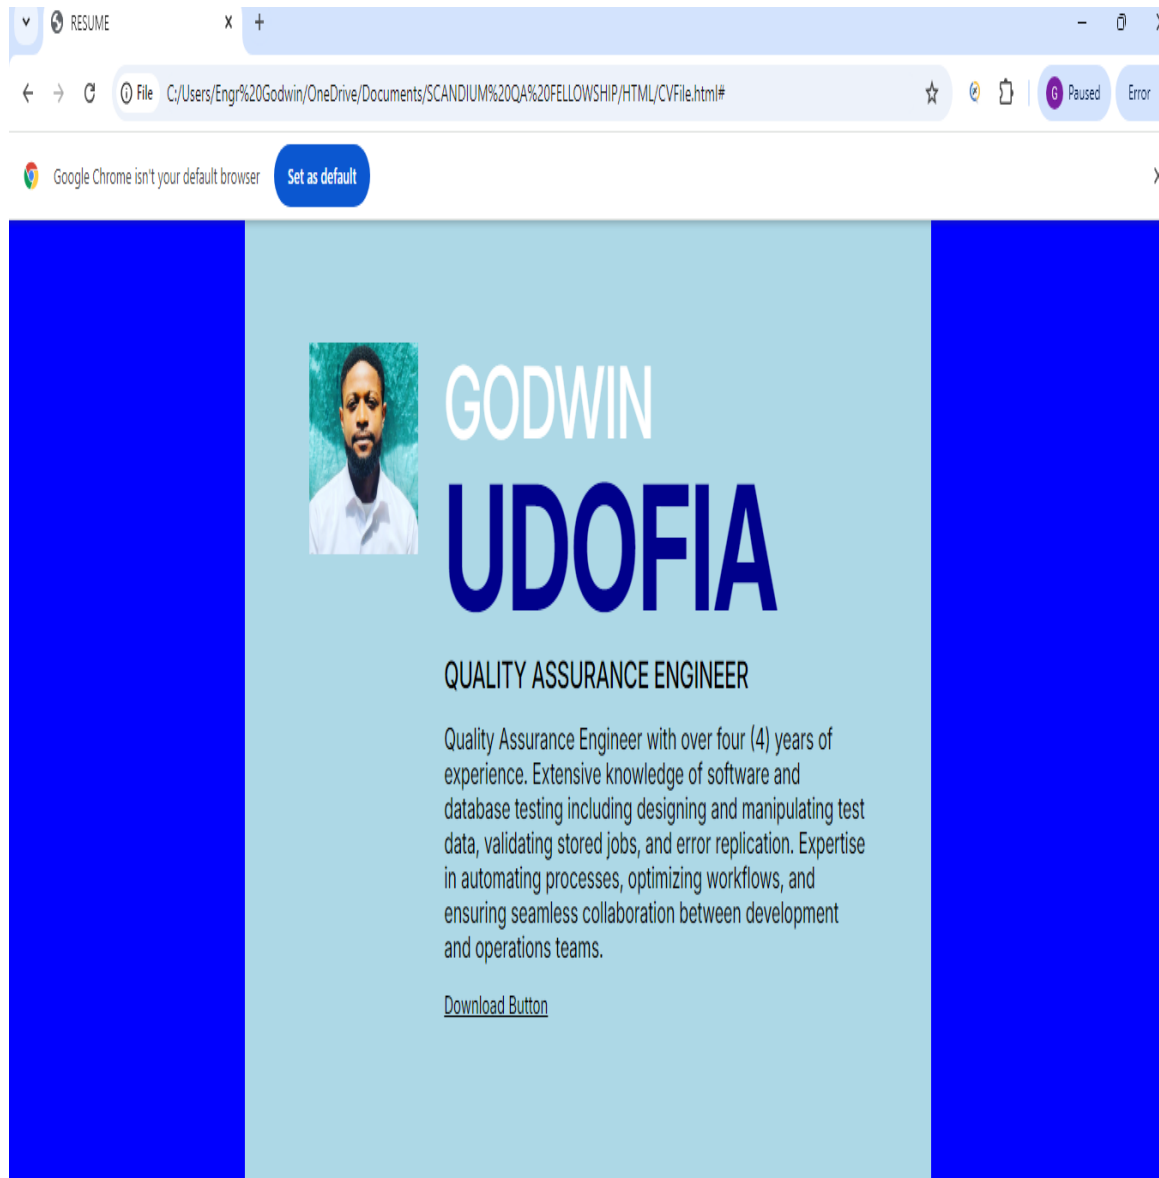 RESUME
File C:/Users/Engr%20Godwin/OneDrive/Documents/SCANDIUM%20QA%20FELLOWSHIP/HTML/CVFile.html#
G Paused Error
Google Chrome isn't your default browser Set as default
GODWIN
UDOFIA
QUALITY ASSURANCE ENGINEER
Quality Assurance Engineer with over four (4) years of
experience. Extensive knowledge of software and
database testing including designing and manipulating test
data, validating stored jobs, and error replication. Expertise
in automating processes, optimizing workflows, and
ensuring seamless collaboration between development
and operations teams.
Download Button